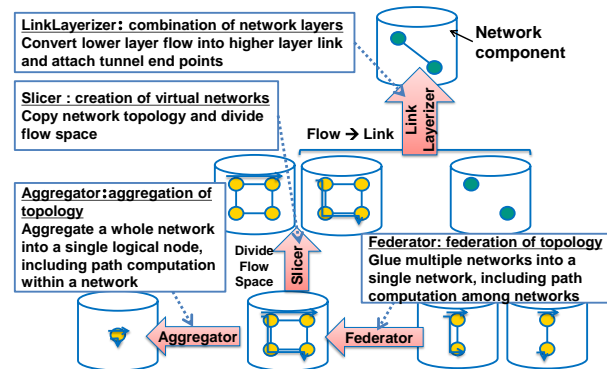 LinkLayerizer: combination of network layers
Convert lower layer flow into higher layer link
and attach tunnel end points
Network
component
Slicer : creation of virtual networks
Copy network topology and divide
flow space
Flow → Link
Link
Layerizer
Aggregator:aggregation of
topology
Aggregate a whole network
into a single logical node,
including path computation
within a network
Divide
Flow
Space
Slicer
Federator: federation of topology
Glue multiple networks into a
single network, including path
computation among networks
Aggregator
Federator